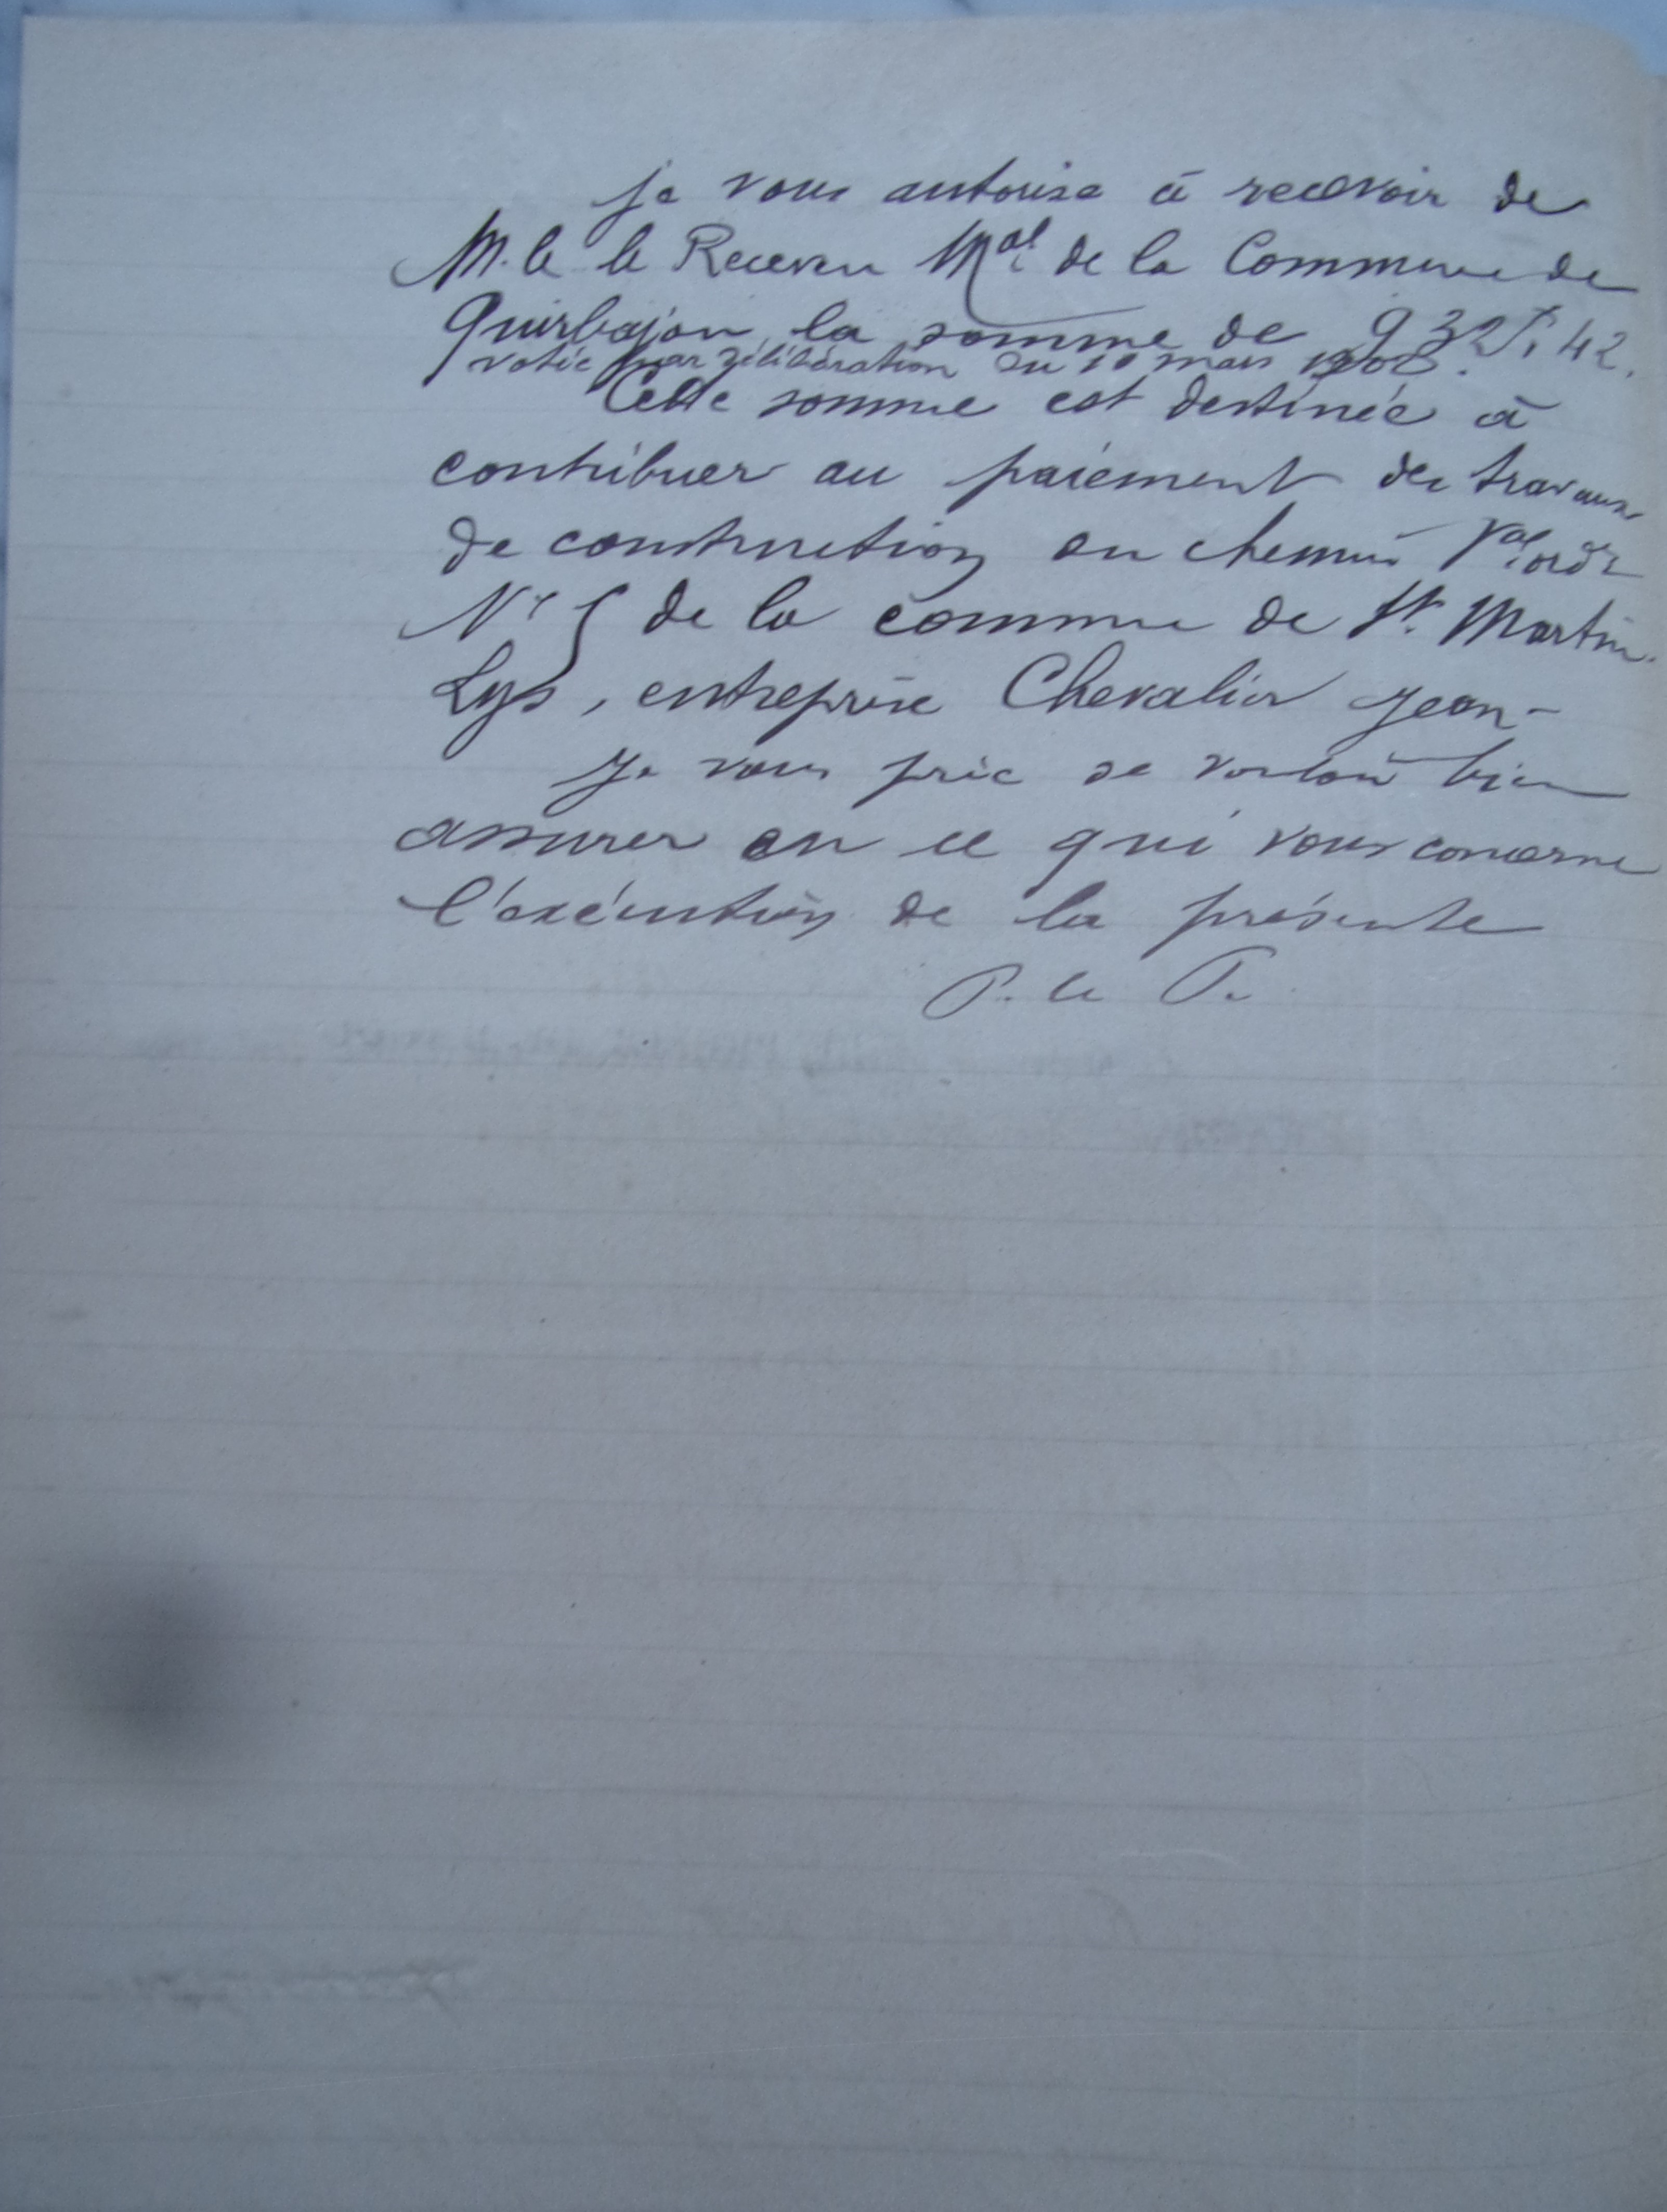 Je vous autorise à recevoir de
M. le le Receveur Mal de la Commune de
Quirbajou la somme de 932f, 42.
votée par délibération du 10 mars 1908.
Cette somme est destinée à
contribuer au paiement des travaux
de construction du chemin Val ordre
No 5 de la commune de St. Martin-
Lys, entreprise Chevalier Jean-
Je vous prie de vouloir bien
assurer en ce qui vous concerne
l'exécution de la présente
P. le P.